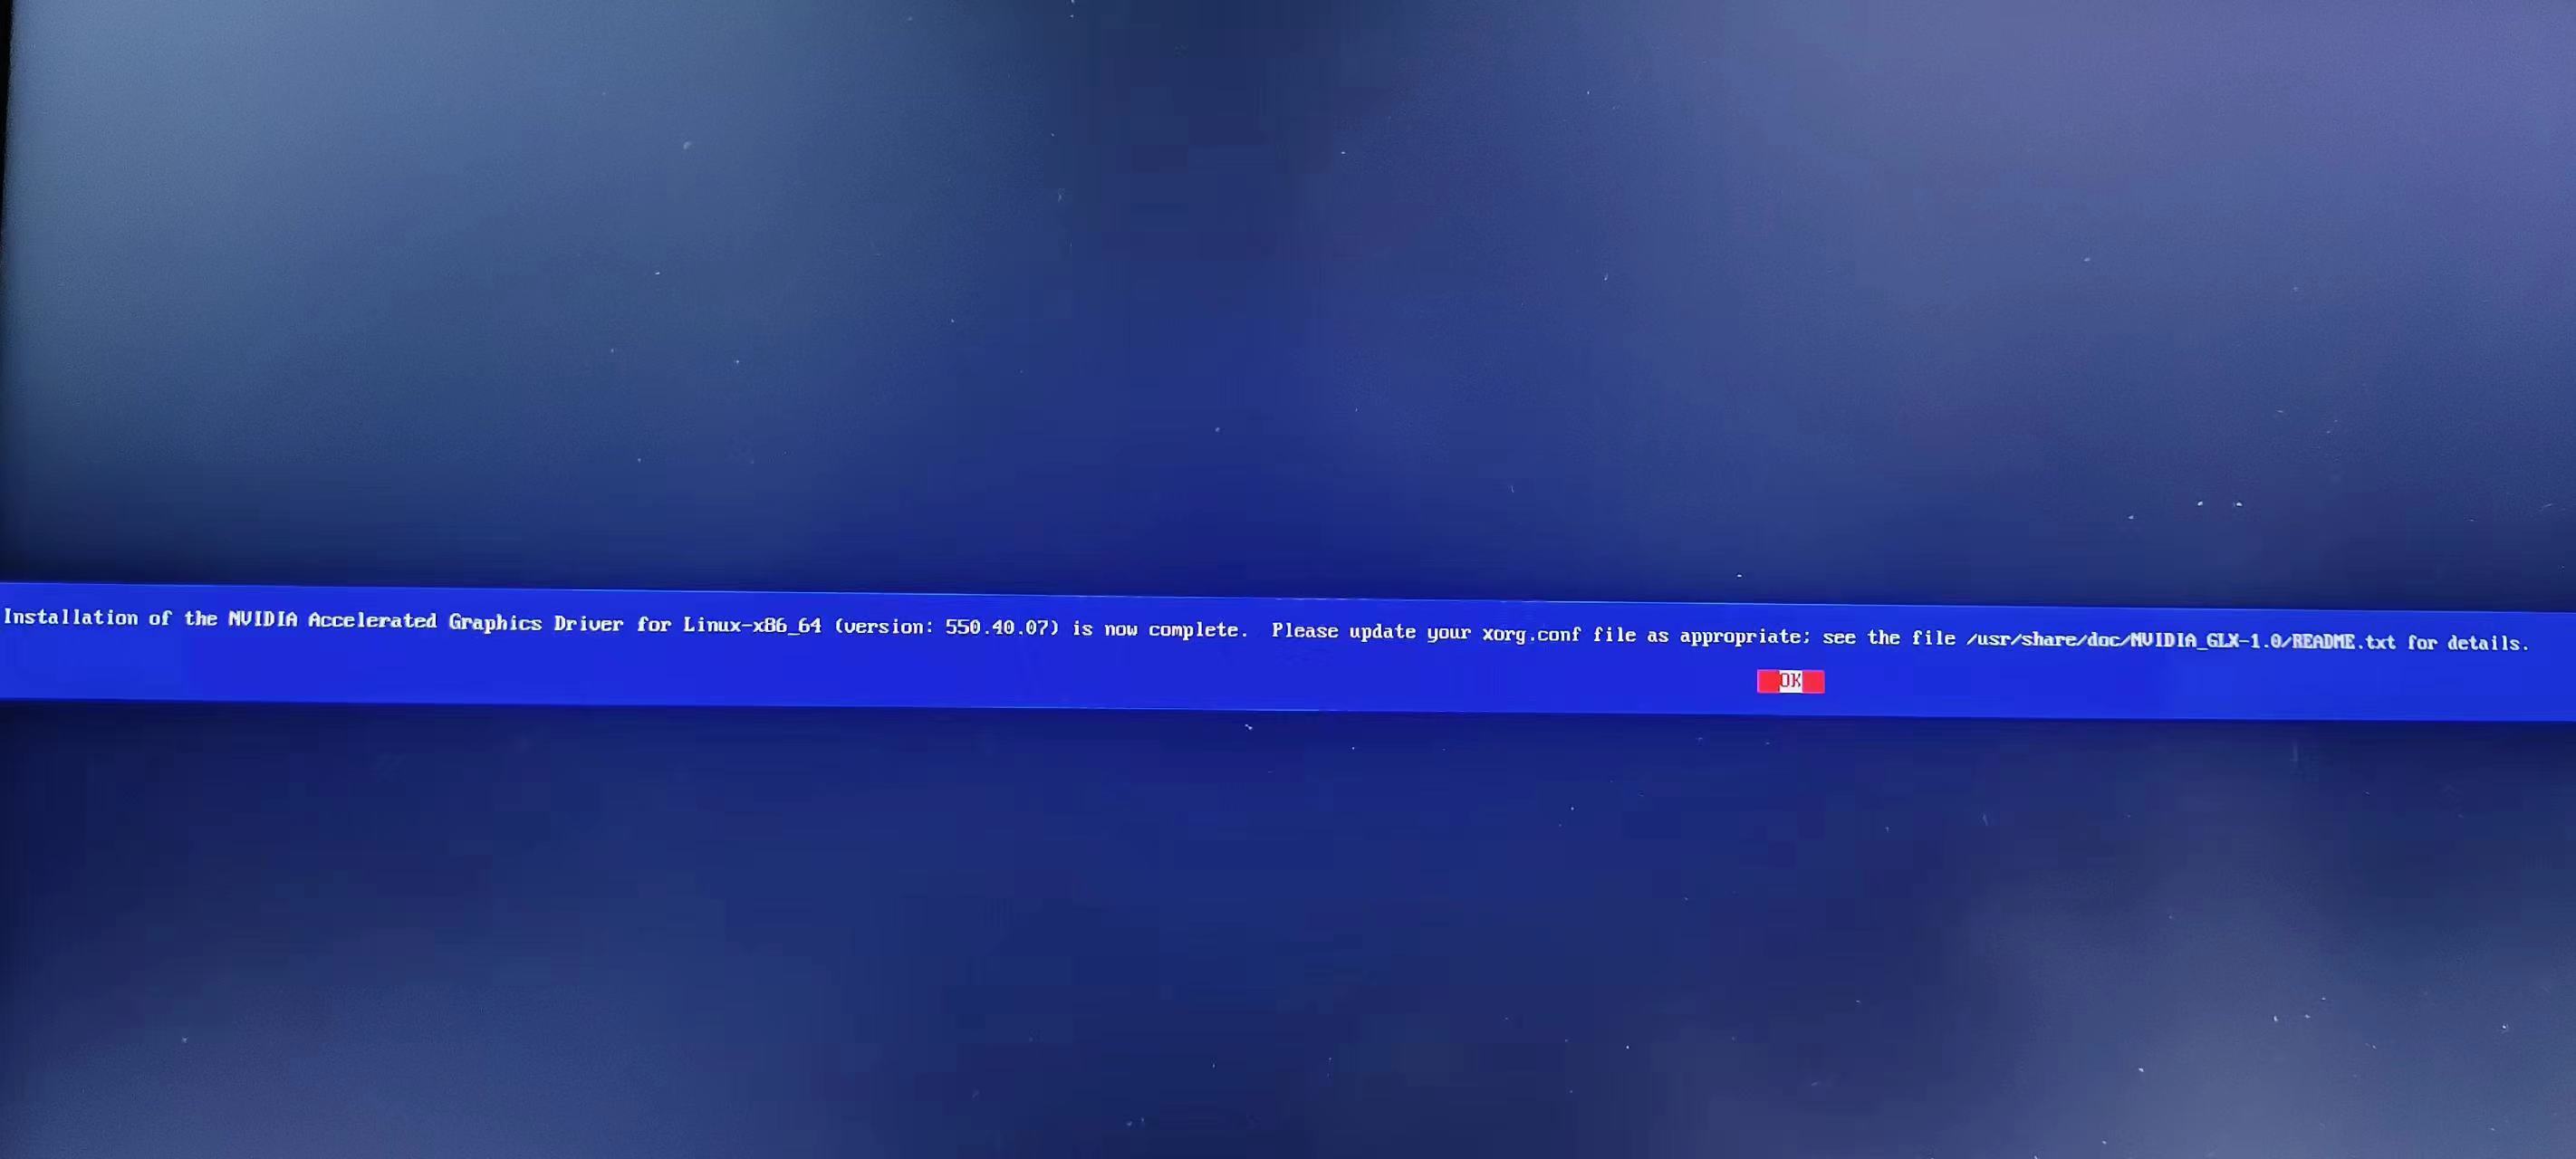 Installation of the NVIDIA Accelerated Graphics Driver for Linux-x86_64 (version: 550.40.07) is now complete.  Please update your xorg.conf file as appropriate; see the file /usr/share/doc/NVIDIA_GLX-1.0/README.txt for details.
OK